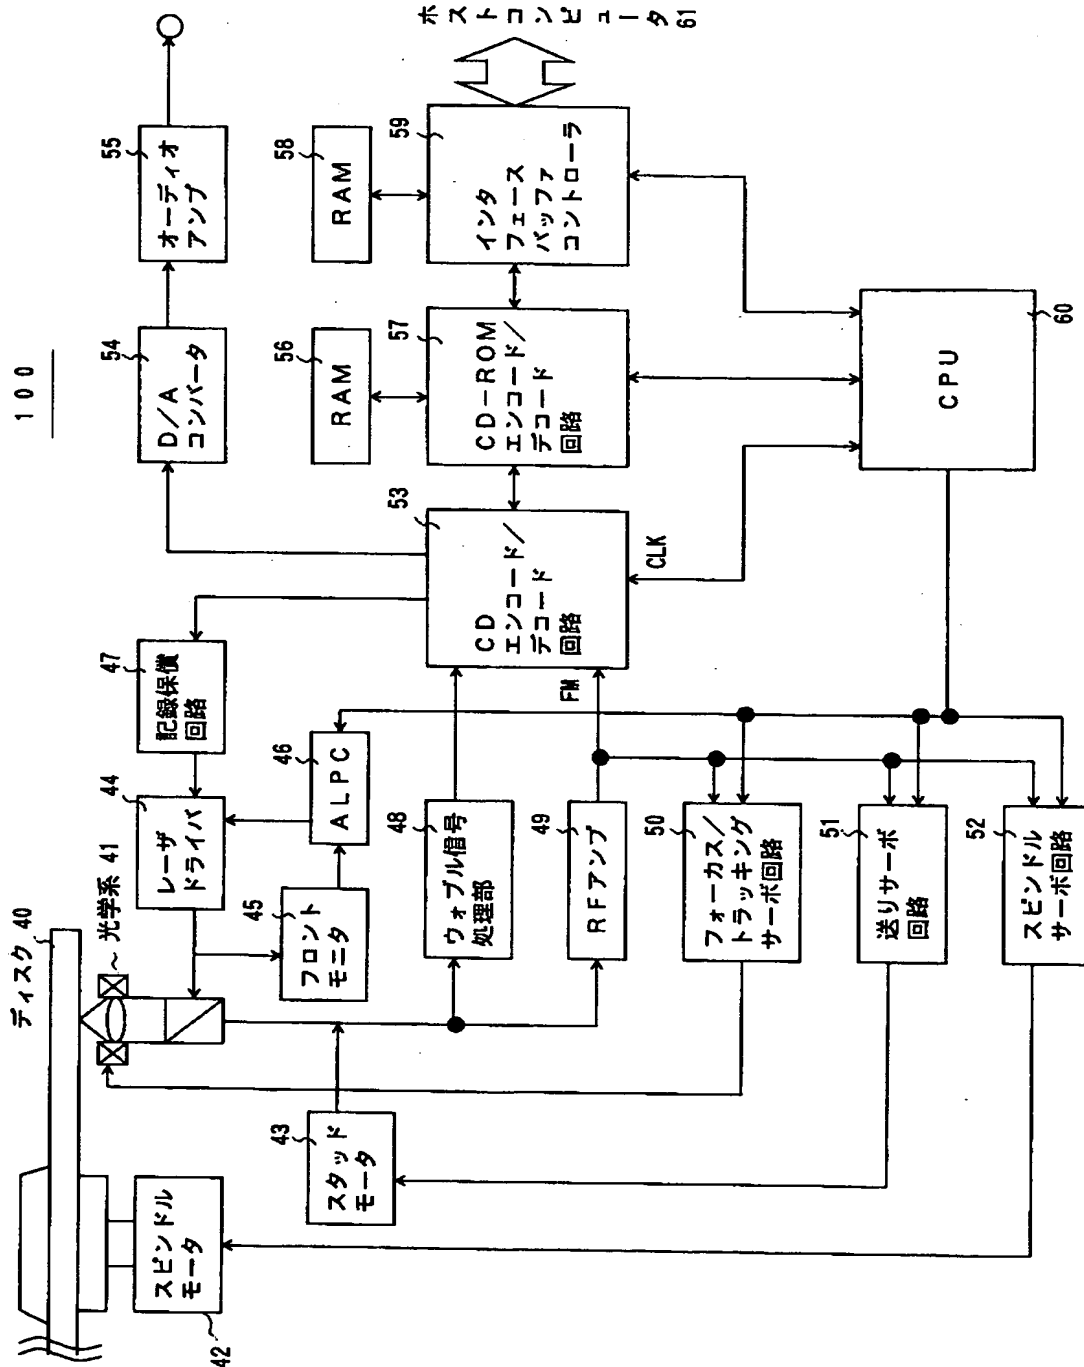 100
ディスク 40
光学系 41
スピンドル
モータ
42
スタッド
モータ
43
レーザ
ドライバ
44
フロント
モニタ
45
ALPC
46
記録保償
回路
47
ウォブル信号
処理部
48
RFアンプ
49
フォーカス/
トラッキング
サーボ回路
50
送りサーボ
回路
51
スピンドル
サーボ回路
52
CD
エンコード/
デコード
回路
53
FM
CLK
D/A
コンバータ
54
オーディオ
アンプ
55
RAM
56
CD-ROM
エンコード/
デコード
回路
57
RAM
58
インタ
フェース
バッファ
コントローラ
59
CPU
60
ホストコンピュータ
61